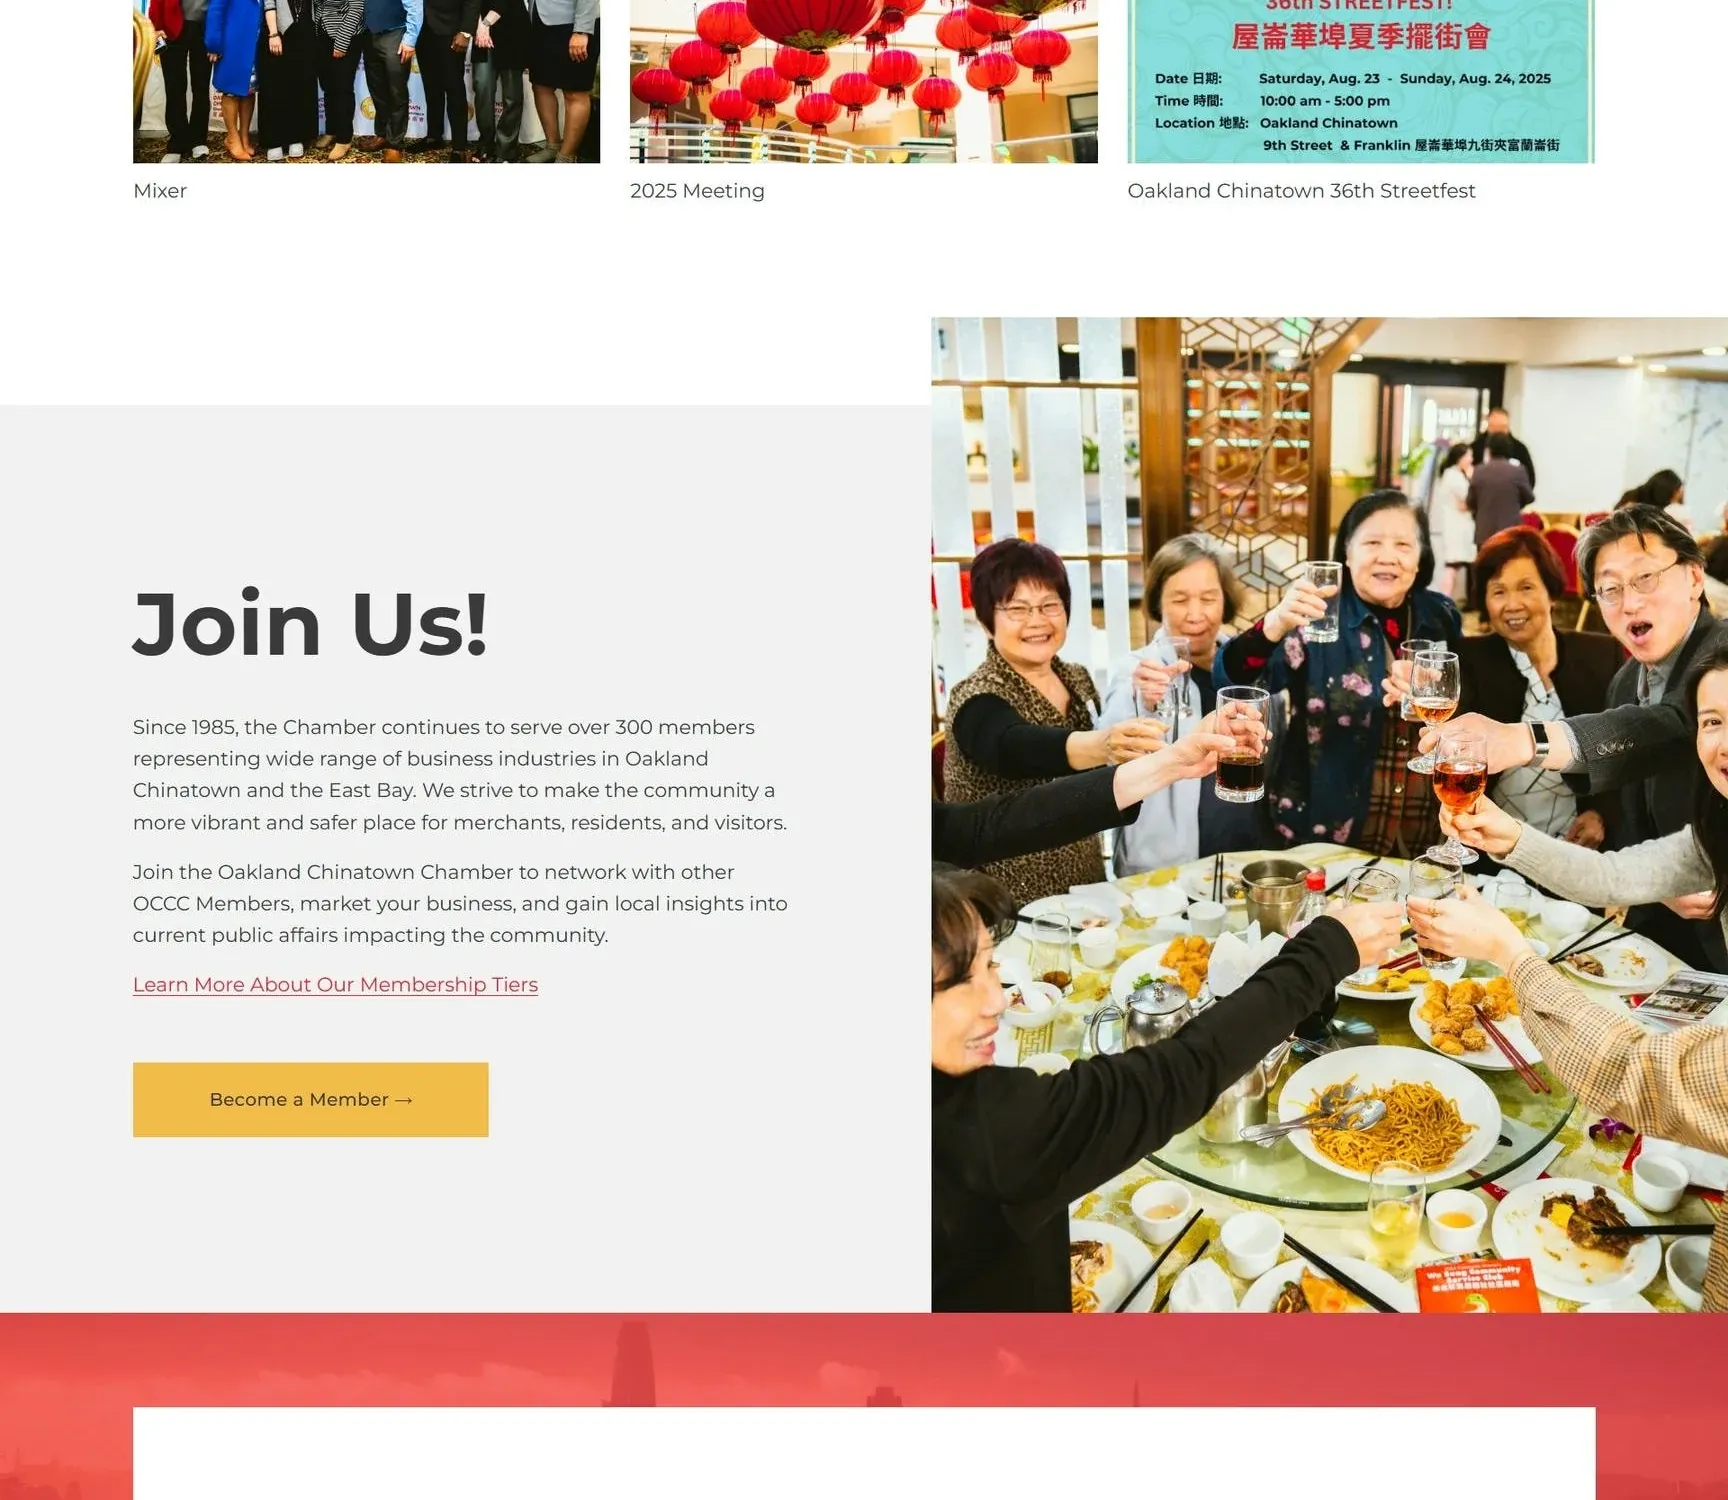 36th STREETFEST!
屋崙華埠夏季擺街會
Date 日期: Saturday, Aug. 23 - Sunday, Aug. 24, 2025
Time 時間: 10:00 am - 5:00 pm
Location 地點: Oakland Chinatown
9th Street & Franklin 屋崙華埠九街夾富蘭崙街
Mixer
2025 Meeting
Oakland Chinatown 36th Streetfest
Join Us!
Since 1985, the Chamber continues to serve over 300 members
representing wide range of business industries in Oakland
Chinatown and the East Bay. We strive to make the community a
more vibrant and safer place for merchants, residents, and visitors.
Join the Oakland Chinatown Chamber to network with other
OCCC Members, market your business, and gain local insights into
current public affairs impacting the community.
Learn More About Our Membership Tiers
Become a Member →
Wu Sung Community
Service Club